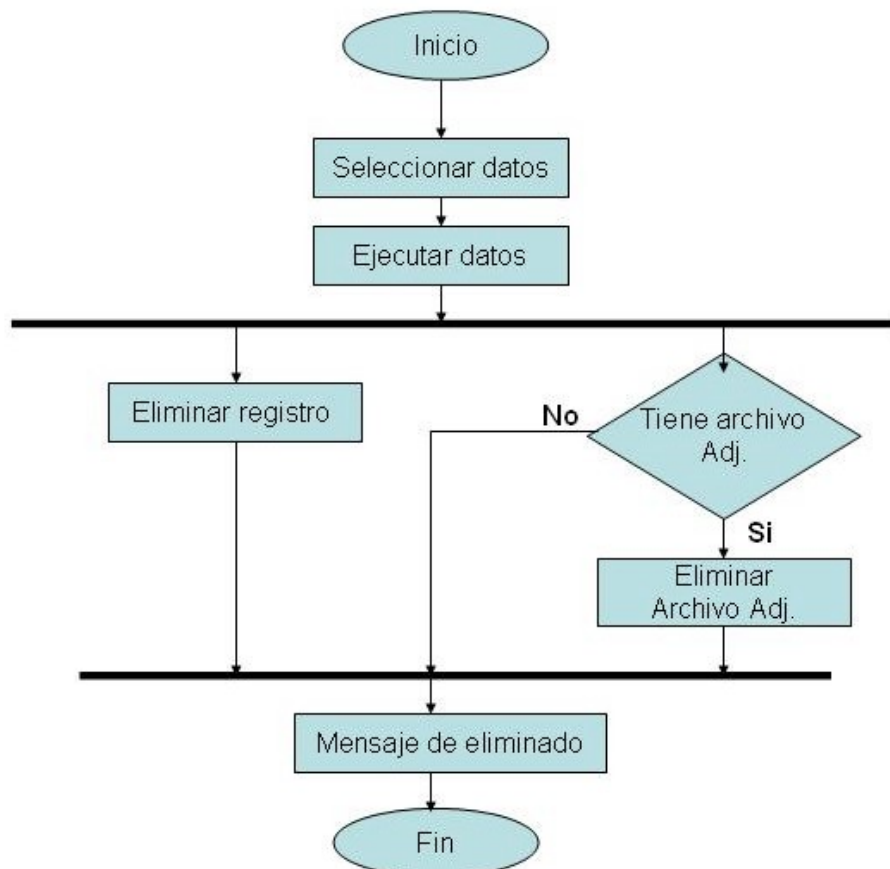 Inicio
Seleccionar datos
Ejecutar datos
Eliminar registro
No
Tiene archivo
Adj.
Si
Eliminar
Archivo Adj.
Mensaje de eliminado
Fin